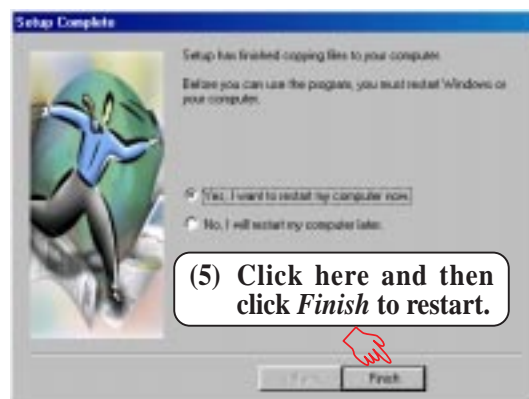 Setup Complete
Setup has finished copying files to your computer.
Before you can use the program, you must restart Windows or
your computer.
Yes, I want to restart my computer now.
No, I will restart my computer later.
(5) Click here and then
click Finish to restart.
Finish